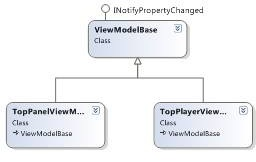 INotifyPropertyChanged
ViewModelBase
Class
TopPanelViewM...
Class
ViewModelBase
TopPlayerView...
Class
ViewModelBase